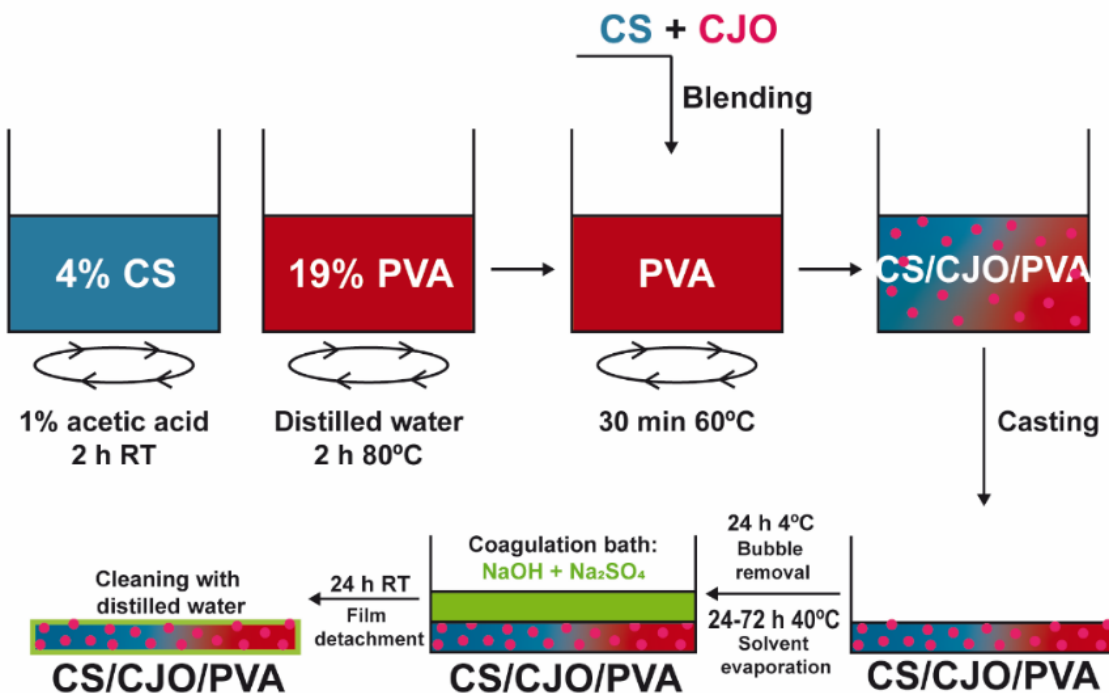 CS + CJO
Blending
4% CS
19% PVA
PVA
CS/CJO/PVA
1% acetic acid
2 h RT
Distilled water
2 h 80ºC
30 min 60ºC
Casting
24 h 4ºC
Bubble
removal
24-72 h 40ºC
Solvent
evaporation
CS/CJO/PVA
Coagulation bath:
NaOH + Na₂SO₄
CS/CJO/PVA
24 h RT
Film
detachment
Cleaning with
distilled water
CS/CJO/PVA